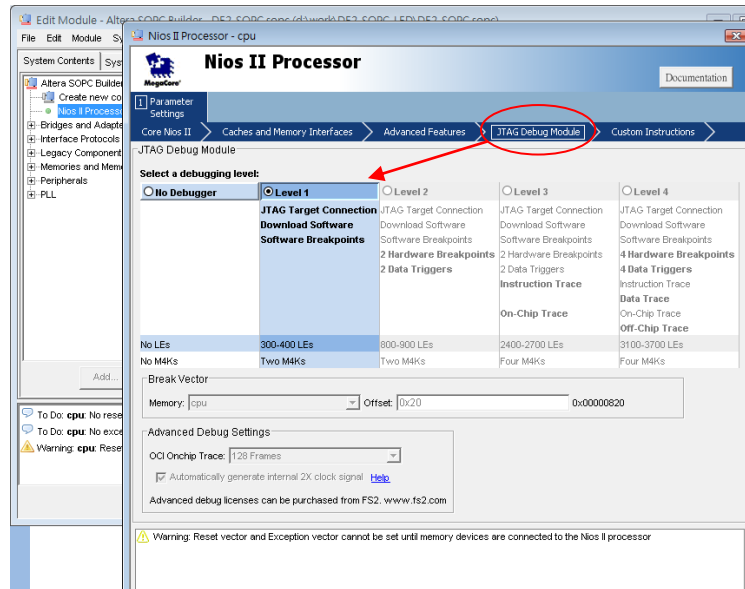 Edit Module - Altera SOPC Builder - DE2_SOPC.sopc (d:\work\DE2_SOPC_LED\DE2_SOPC.sopc)
File Edit Module Sy
System Contents Sys
Altera SOPC Builder
Create new co
Nios II Processo
Bridges and Adapte
Interface Protocols
Legacy Component
Memories and Mem
Peripherals
PLL
Add...
To Do: cpu: No rese
To Do: cpu: No exce
Warning: cpu: Rese
Nios II Processor - cpu
MegaCore'
Nios II Processor
Documentation
1 Parameter
Settings
Core Nios II Caches and Memory Interfaces Advanced Features JTAG Debug Module Custom Instructions
JTAG Debug Module
Select a debugging level:
No Debugger Level 1 Level 2 Level 3 Level 4
JTAG Target Connection JTAG Target Connection JTAG Target Connection JTAG Target Connection
Download Software Download Software Download Software Download Software
Software Breakpoints Software Breakpoints Software Breakpoints Software Breakpoints
2 Hardware Breakpoints 2 Hardware Breakpoints 4 Hardware Breakpoints
2 Data Triggers 2 Data Triggers 4 Data Triggers
Instruction Trace Instruction Trace
Data Trace
On-Chip Trace On-Chip Trace
Off-Chip Trace
No LEs 300-400 LEs 800-900 LEs 2400-2700 LEs 3100-3700 LEs
No M4Ks Two M4Ks Two M4Ks Four M4Ks Four M4Ks
Break Vector
Memory: cpu Offset: 0x20 0x00000820
Advanced Debug Settings
OCI Onchip Trace: 128 Frames
Automatically generate internal 2X clock signal Help
Advanced debug licenses can be purchased from FS2. www.fs2.com
Warning: Reset vector and Exception vector cannot be set until memory devices are connected to the Nios II processor